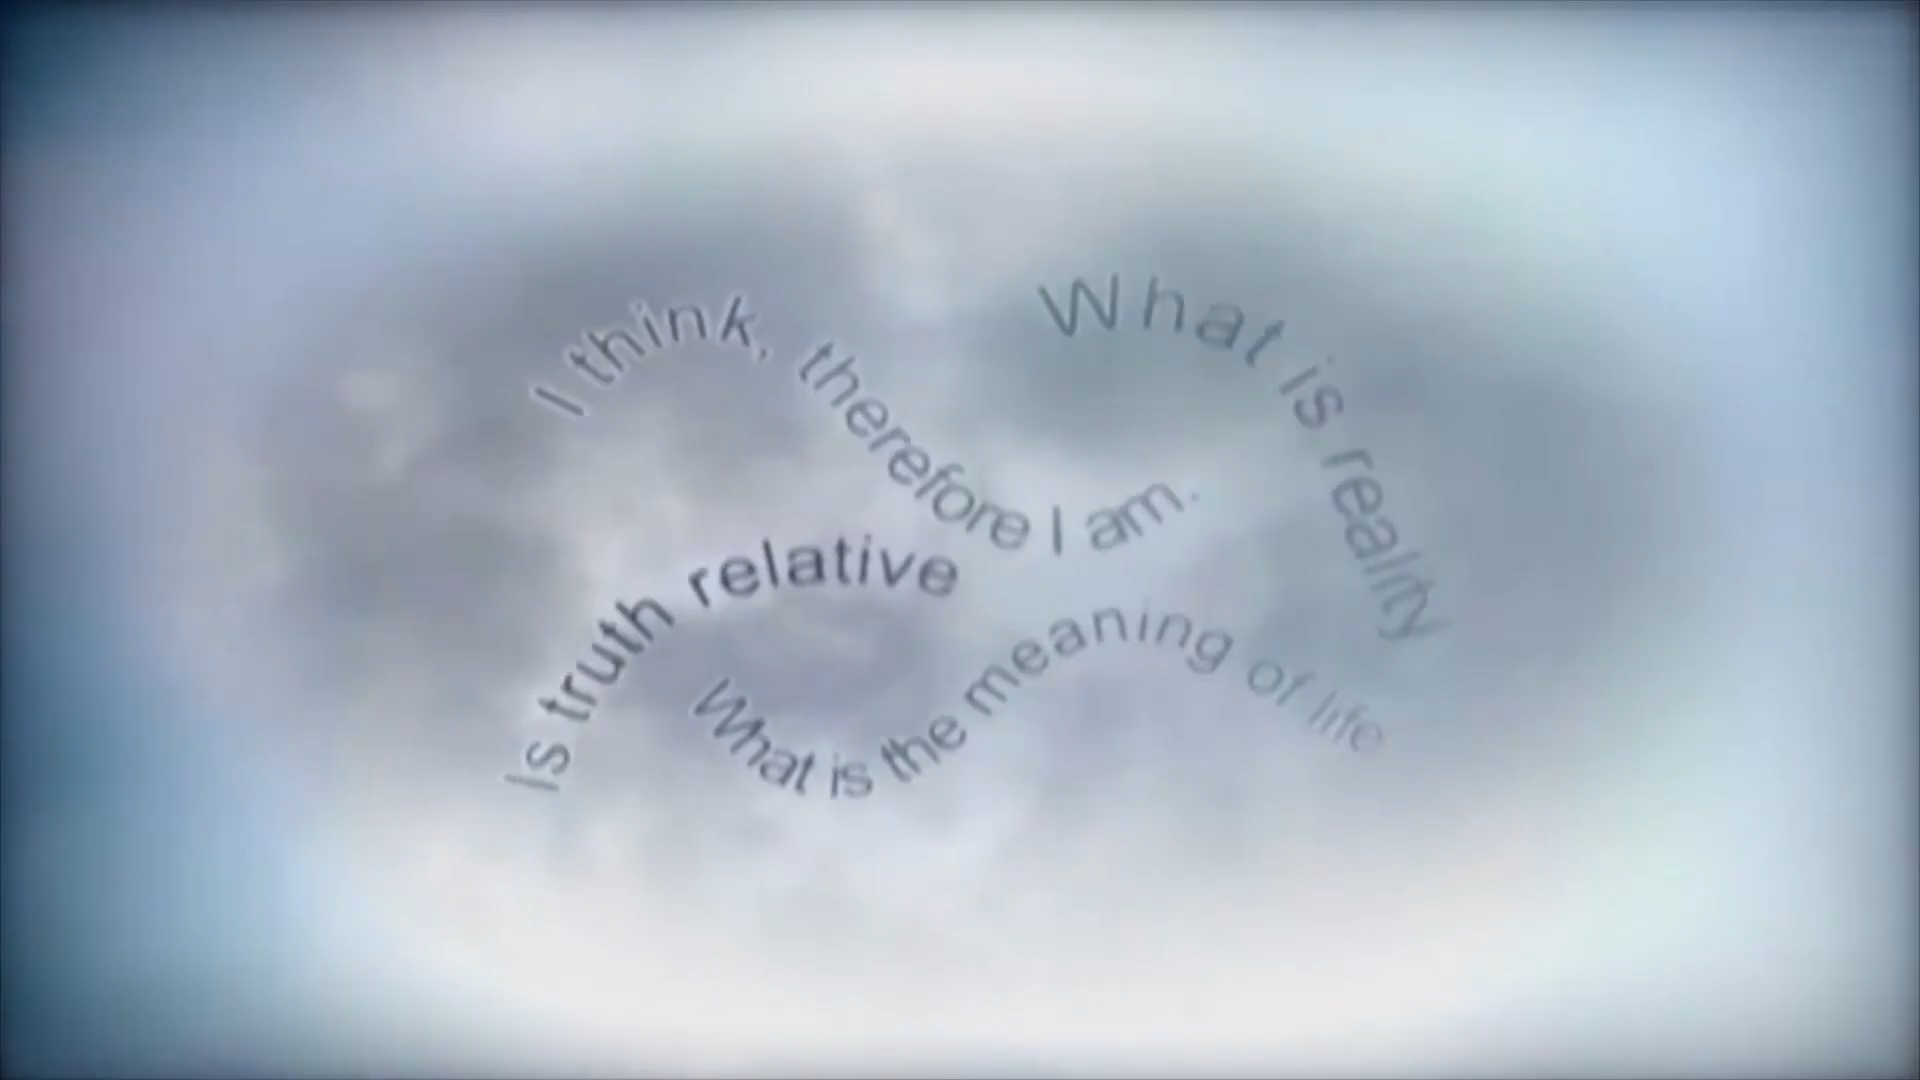 I think, therefore I am.
What is reality
Is truth relative
What is the meaning of life